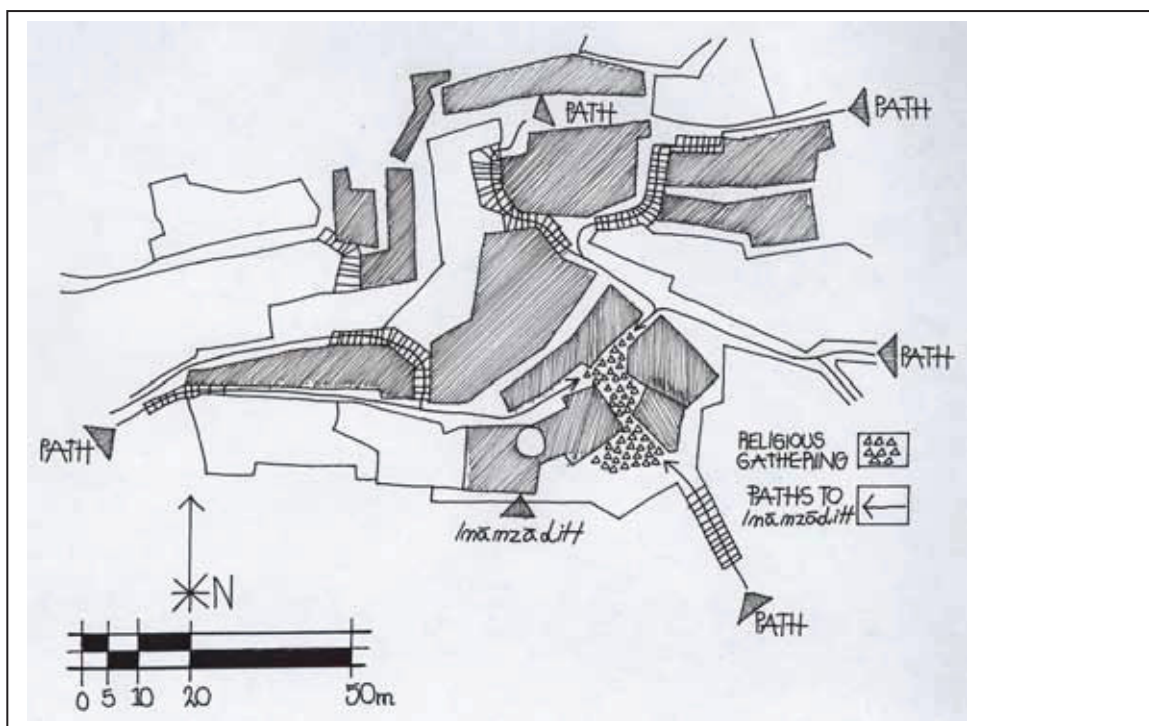 PATH
PATH
PATH
PATH
RELIGIOUS
GATHERING
PATHS TO
Imāmzādih
Imāmzādih
PATH
N
0 5 10 20 50m